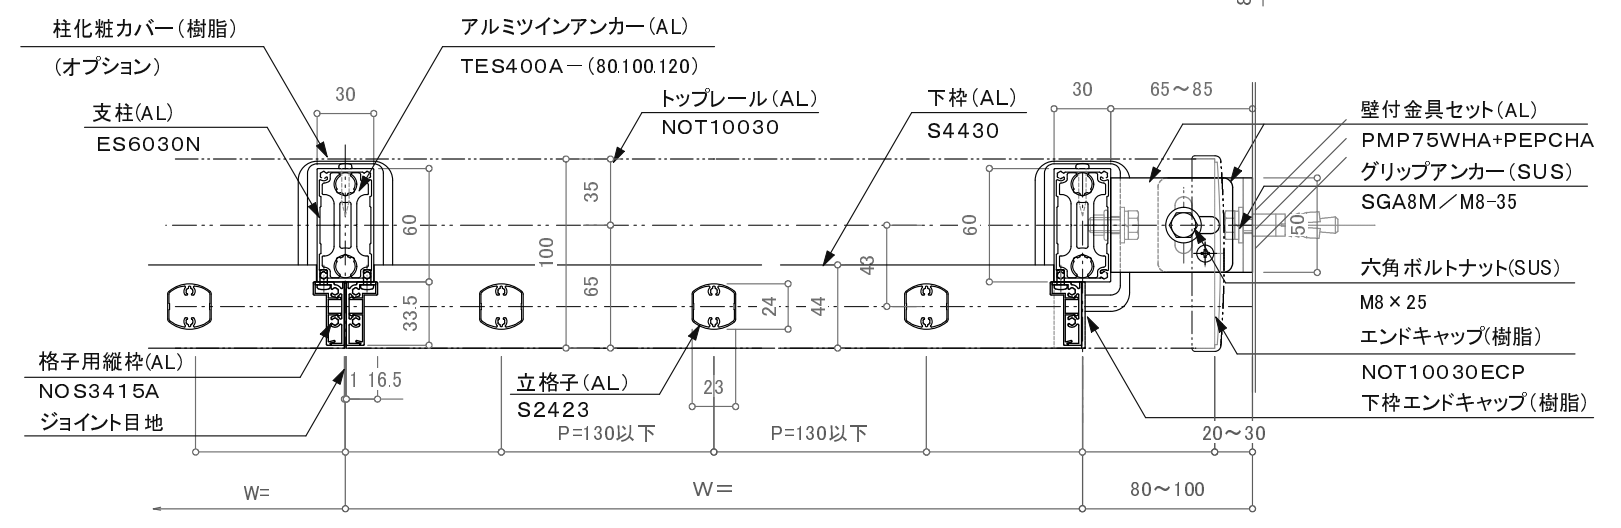 柱化粧カバー(樹脂)
(オプション)
アルミツインアンカー(AL)
TES400A－(80.100.120)
支柱(AL)
ES6030N
30
トップレール(AL)
NOT10030
下枠(AL)
S4430
30
65～85
壁付金具セット(AL)
PMP75WHA+PEPCHA
グリップアンカー(SUS)
SGA8M／M8-35
六角ボルトナット(SUS)
M8×25
エンドキャップ(樹脂)
NOT10030ECP
下枠エンドキャップ(樹脂)
60
33.5
100
35
65
24
44
43
60
50
格子用縦枠(AL)
NOS3415A
ジョイント目地
1
16.5
立格子(AL)
S2423
23
P=130以下
P=130以下
20～30
W=
W=
80～100